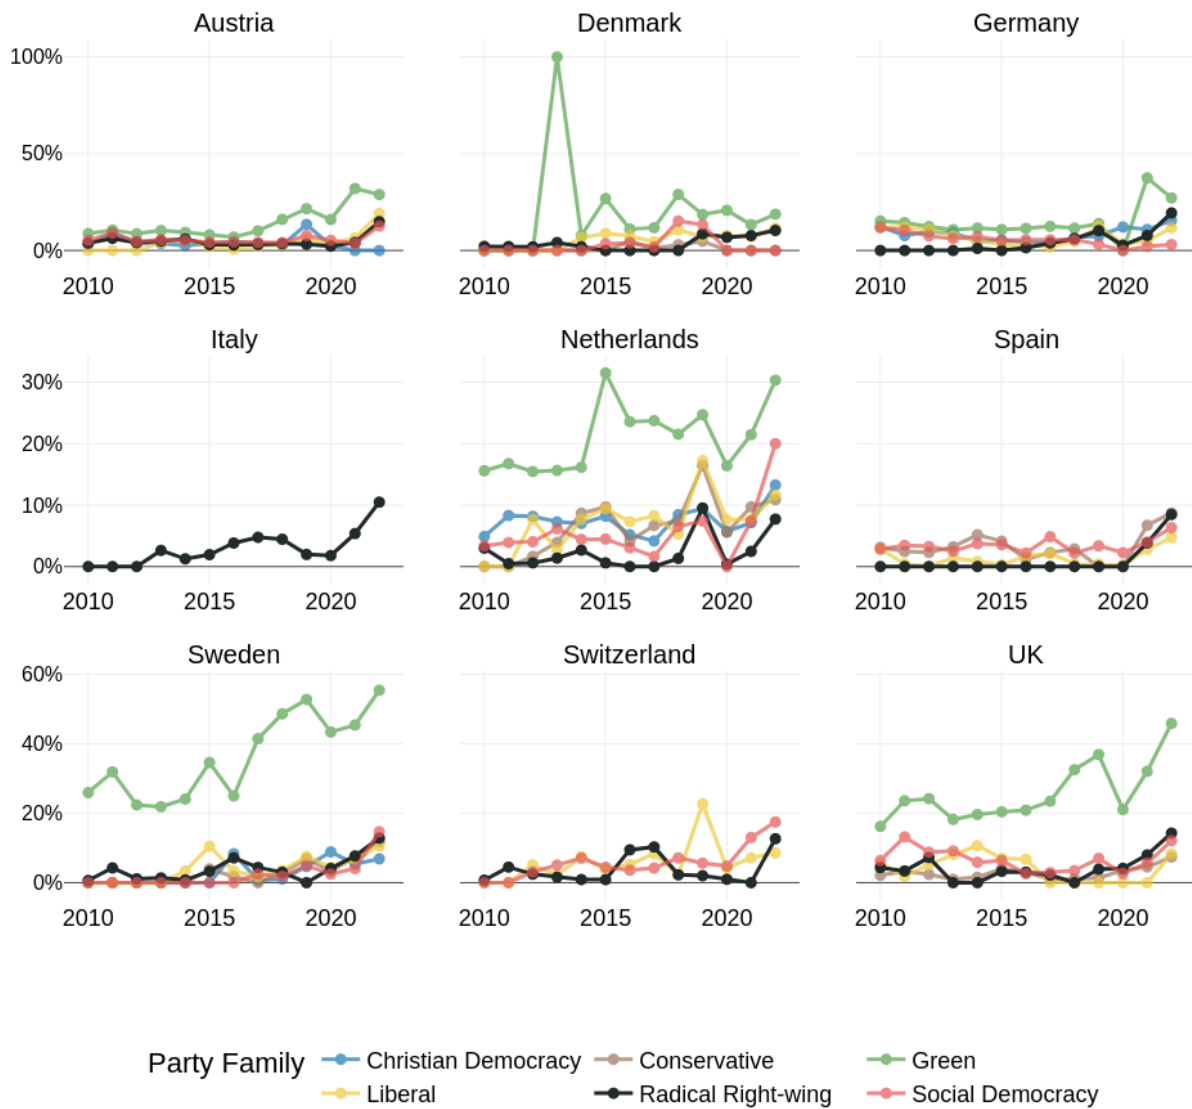 Austria Denmark Germany
100%
50%
0%
2010 2015 2020 2010 2015 2020 2010 2015 2020
Italy Netherlands Spain
30%
20%
10%
0%
2010 2015 2020 2010 2015 2020 2010 2015 2020
Sweden Switzerland UK
60%
40%
20%
0%
2010 2015 2020 2010 2015 2020 2010 2015 2020
Party Family Christian Democracy Conservative Green
Liberal Radical Right-wing Social Democracy